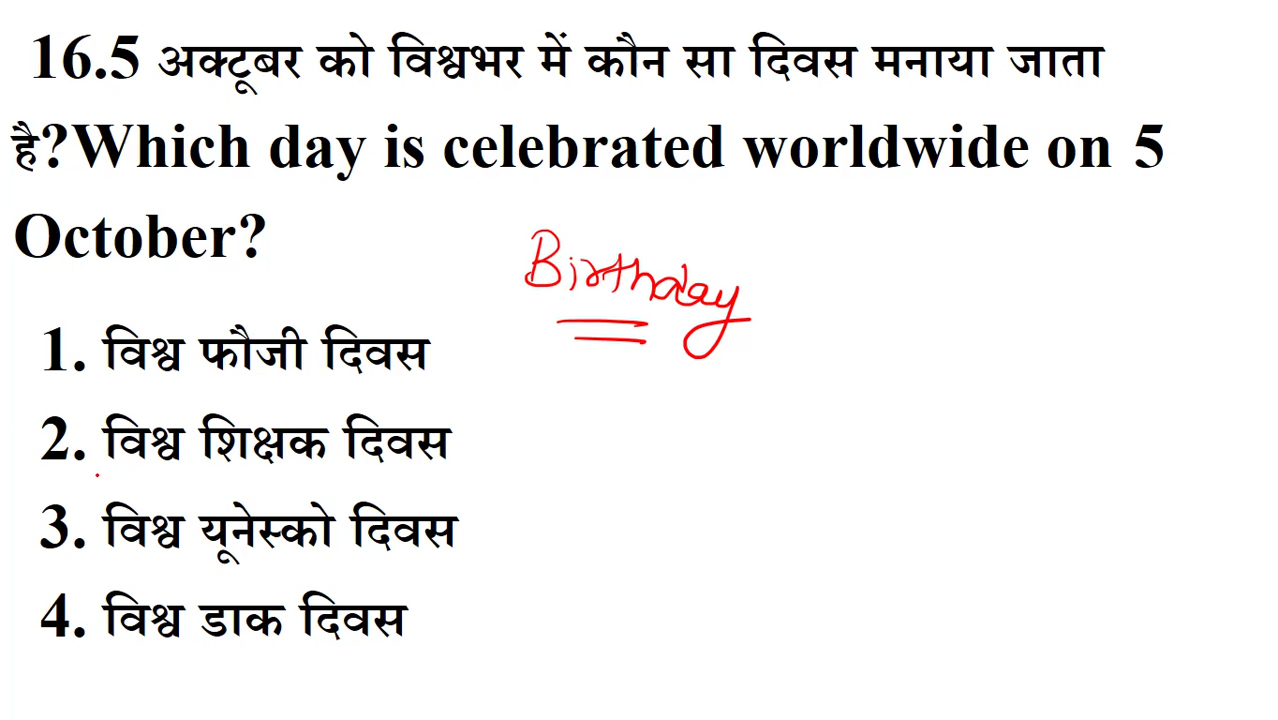 16.5 अक्टूबर को विश्वभर में कौन सा दिवस मनाया जाता
है?Which day is celebrated worldwide on 5
October?
Birthday
1. विश्व फौजी दिवस
2. विश्व शिक्षक दिवस
3. विश्व यूनेस्को दिवस
4. विश्व डाक दिवस